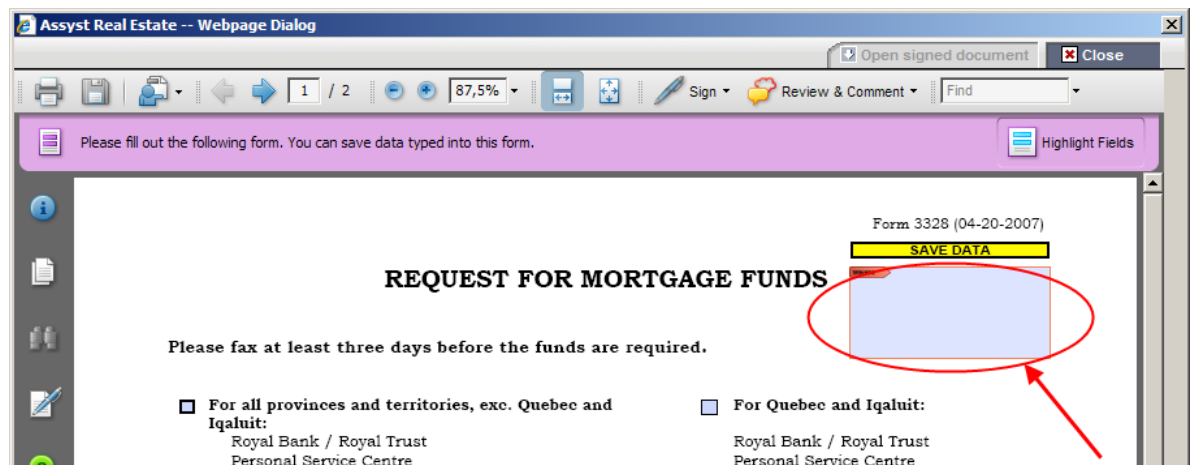 Assyst Real Estate -- Webpage Dialog
Open signed document Close
1 / 2 87,5% Sign Review & Comment Find
Please fill out the following form. You can save data typed into this form. Highlight Fields
Form 3328 (04-20-2007)
SAVE DATA
REQUEST FOR MORTGAGE FUNDS
Please fax at least three days before the funds are required.
For all provinces and territories, exc. Quebec and For Quebec and Iqaluit:
Iqaluit:
Royal Bank / Royal Trust Royal Bank / Royal Trust
Personal Service Centre Personal Service Centre